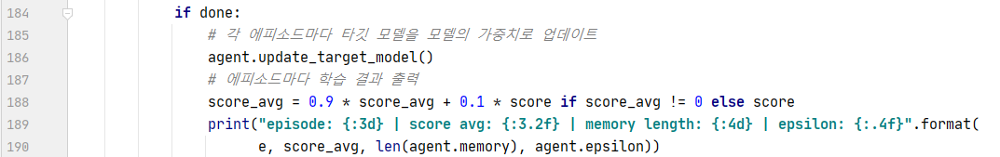 184 if done:
185 # 각 에피소드마다 타깃 모델을 모델의 가중치로 업데이트
186 agent.update_target_model()
187 # 에피소드마다 학습 결과 출력
188 score_avg = 0.9 * score_avg + 0.1 * score if score_avg != 0 else score
189 print("episode: {:3d} | score avg: {:3.2f} | memory length: {:4d} | epsilon: {:.4f}".format(
190 e, score_avg, len(agent.memory), agent.epsilon))